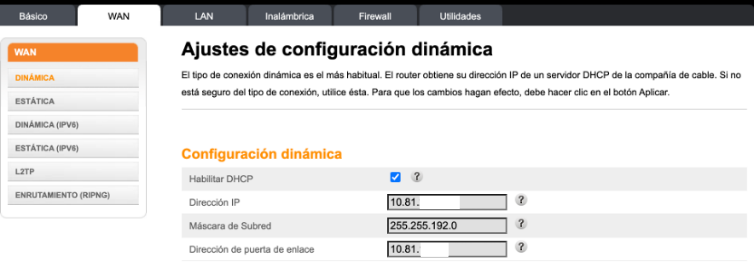 Básico WAN LAN Inalámbrica Firewall Utilidades
WAN
DINÁMICA
ESTÁTICA
DINÁMICA (IPV6)
ESTÁTICA (IPV6)
L2TP
ENRUTAMIENTO (RIPNG)
Ajustes de configuración dinámica
El tipo de conexión dinámica es el más habitual. El router obtiene su dirección IP de un servidor DHCP de la compañía de cable. Si no
está seguro del tipo de conexión, utilice ésta. Para que los cambios hagan efecto, debe hacer clic en el botón Aplicar.
Configuración dinámica
Habilitar DHCP ?
Dirección IP 10.81. ?
Máscara de Subred 255.255.192.0 ?
Dirección de puerta de enlace 10.81. ?